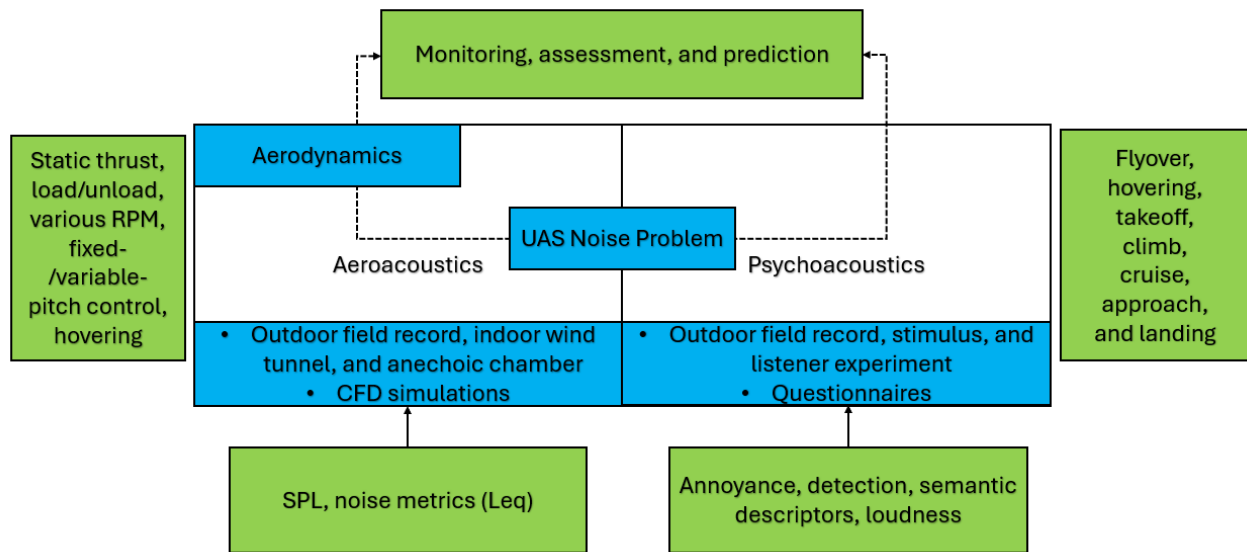 Monitoring, assessment, and prediction
Static thrust,
load/unload,
various RPM,
fixed-
/variable-
pitch control,
hovering
Aerodynamics
UAS Noise Problem
Aeroacoustics
Psychoacoustics
Flyover,
hovering,
takeoff,
climb,
cruise,
approach,
and landing
• Outdoor field record, indoor wind
tunnel, and anechoic chamber
• CFD simulations
• Outdoor field record, stimulus, and
listener experiment
• Questionnaires
SPL, noise metrics (Leq)
Annoyance, detection, semantic
descriptors, loudness